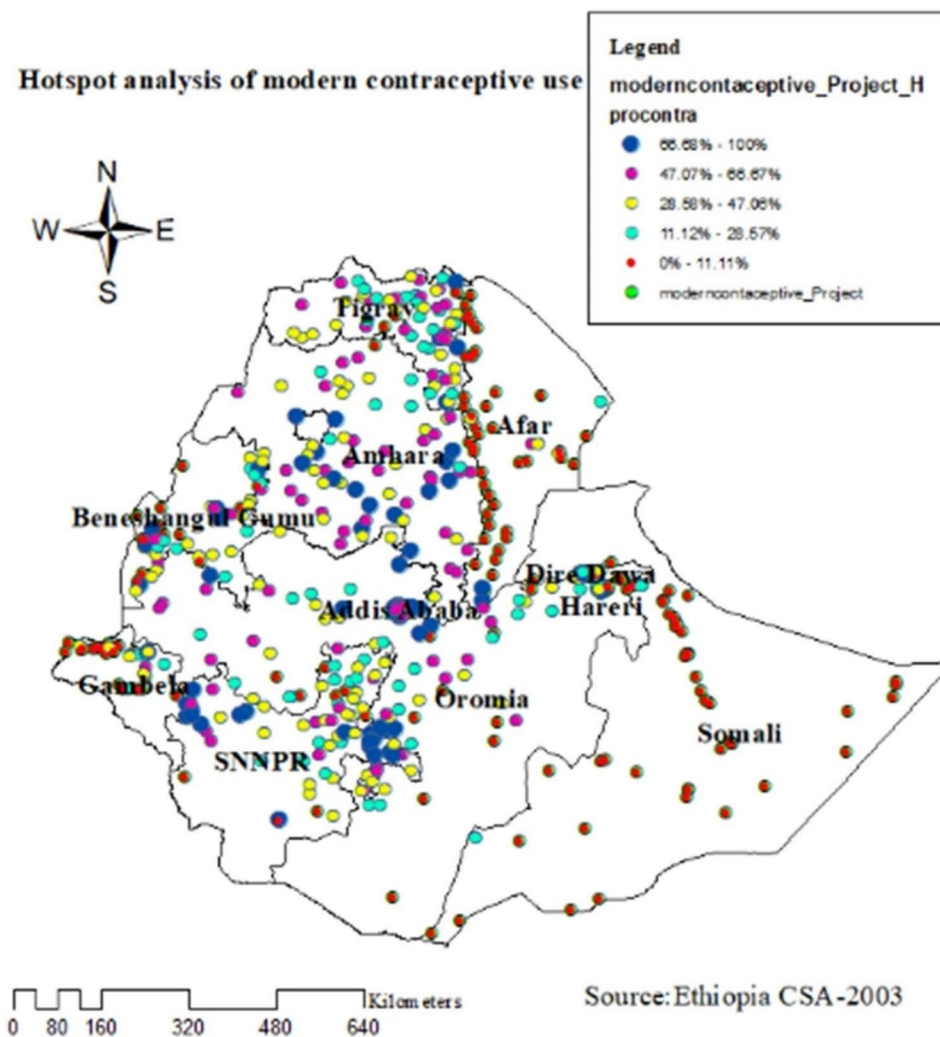 Hotspot analysis of modern contraceptive use
Legend
moderncontaceptive_Project_H
procontra
66.68% - 100%
47.07% - 66.67%
28.58% - 47.06%
11.12% - 28.57%
0% - 11.11%
moderncontaceptive_Project
N
W
E
S
Tigray
Afar
Amhara
Beneshangul Gumu
Dire Dawa
Hareri
Addis Ababa
Gambela
Oromia
SNNPR
Somali
Kilometers
0 80 160 320 480 640
Source:Ethiopia CSA-2003